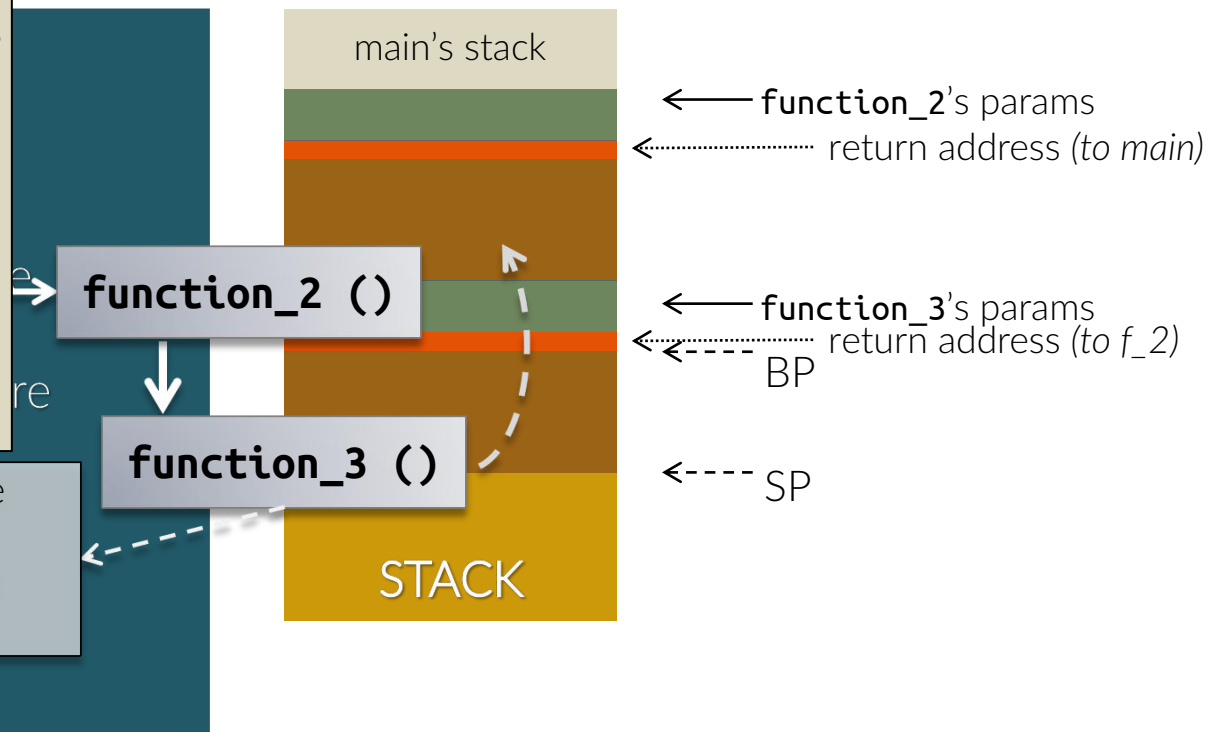 main's stack
function_2's params
return address (to main)
function_2 ()
function_3's params
return address (to f_2)
BP
re
function_3 ()
SP
e
STACK